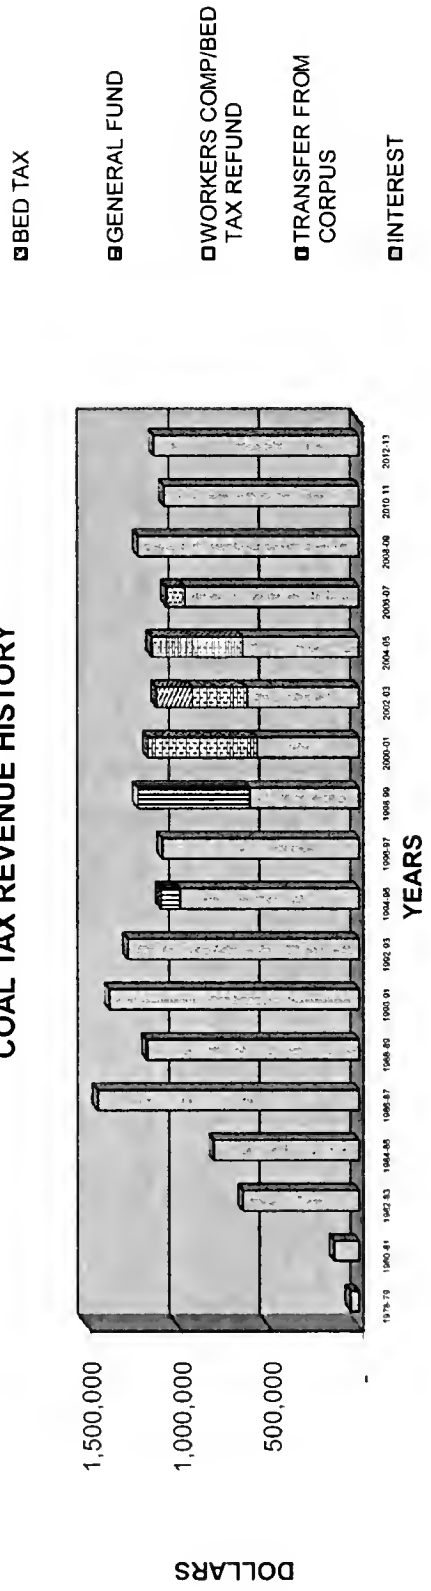 COAL TAX REVENUE HISTORY
DOLLARS
1,500,000
1,000,000
500,000
-
1978-79
1980-81
1982-83
1984-85
1986-87
1988-89
1990-91
1992-93
1994-95
1996-97
1998-99
2000-01
2002-03
2004-05
2006-07
2008-09
2010-11
2012-13
YEARS
BED TAX
GENERAL FUND
WORKERS COMP/BED
TAX REFUND
TRANSFER FROM
CORPUS
INTEREST